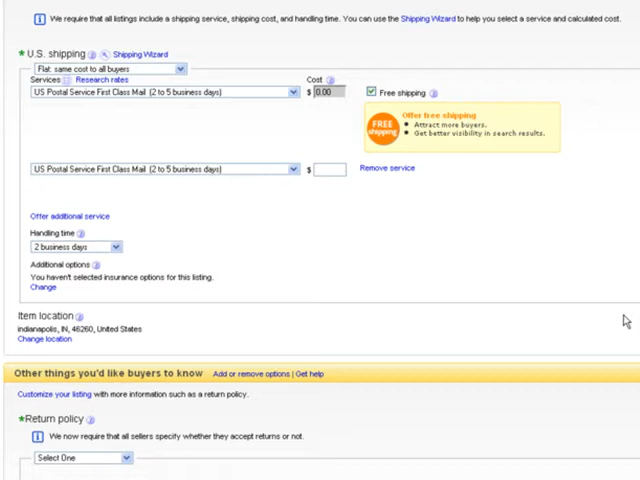 We require that all listings include a shipping service, shipping cost, and handling time. You can use the Shipping Wizard to help you select a service and calculated cost.
* U.S. shipping Shipping Wizard
Flat: same cost to all buyers
Services Research rates Cost
US Postal Service First Class Mail (2 to 5 business days) $ 0.00 Free shipping
FREE shipping
Offer free shipping
• Attract more buyers.
• Get better visibility in search results.
US Postal Service First Class Mail (2 to 5 business days) $ Remove service
Offer additional service
Handling time
2 business days
Additional options
You haven't selected insurance options for this listing.
Change
Item location
indianapolis, IN, 46260, United States
Change location
Other things you'd like buyers to know Add or remove options | Get help
Customize your listing with more information such as a return policy.
*Return policy
We now require that all sellers specify whether they accept returns or not.
Select One